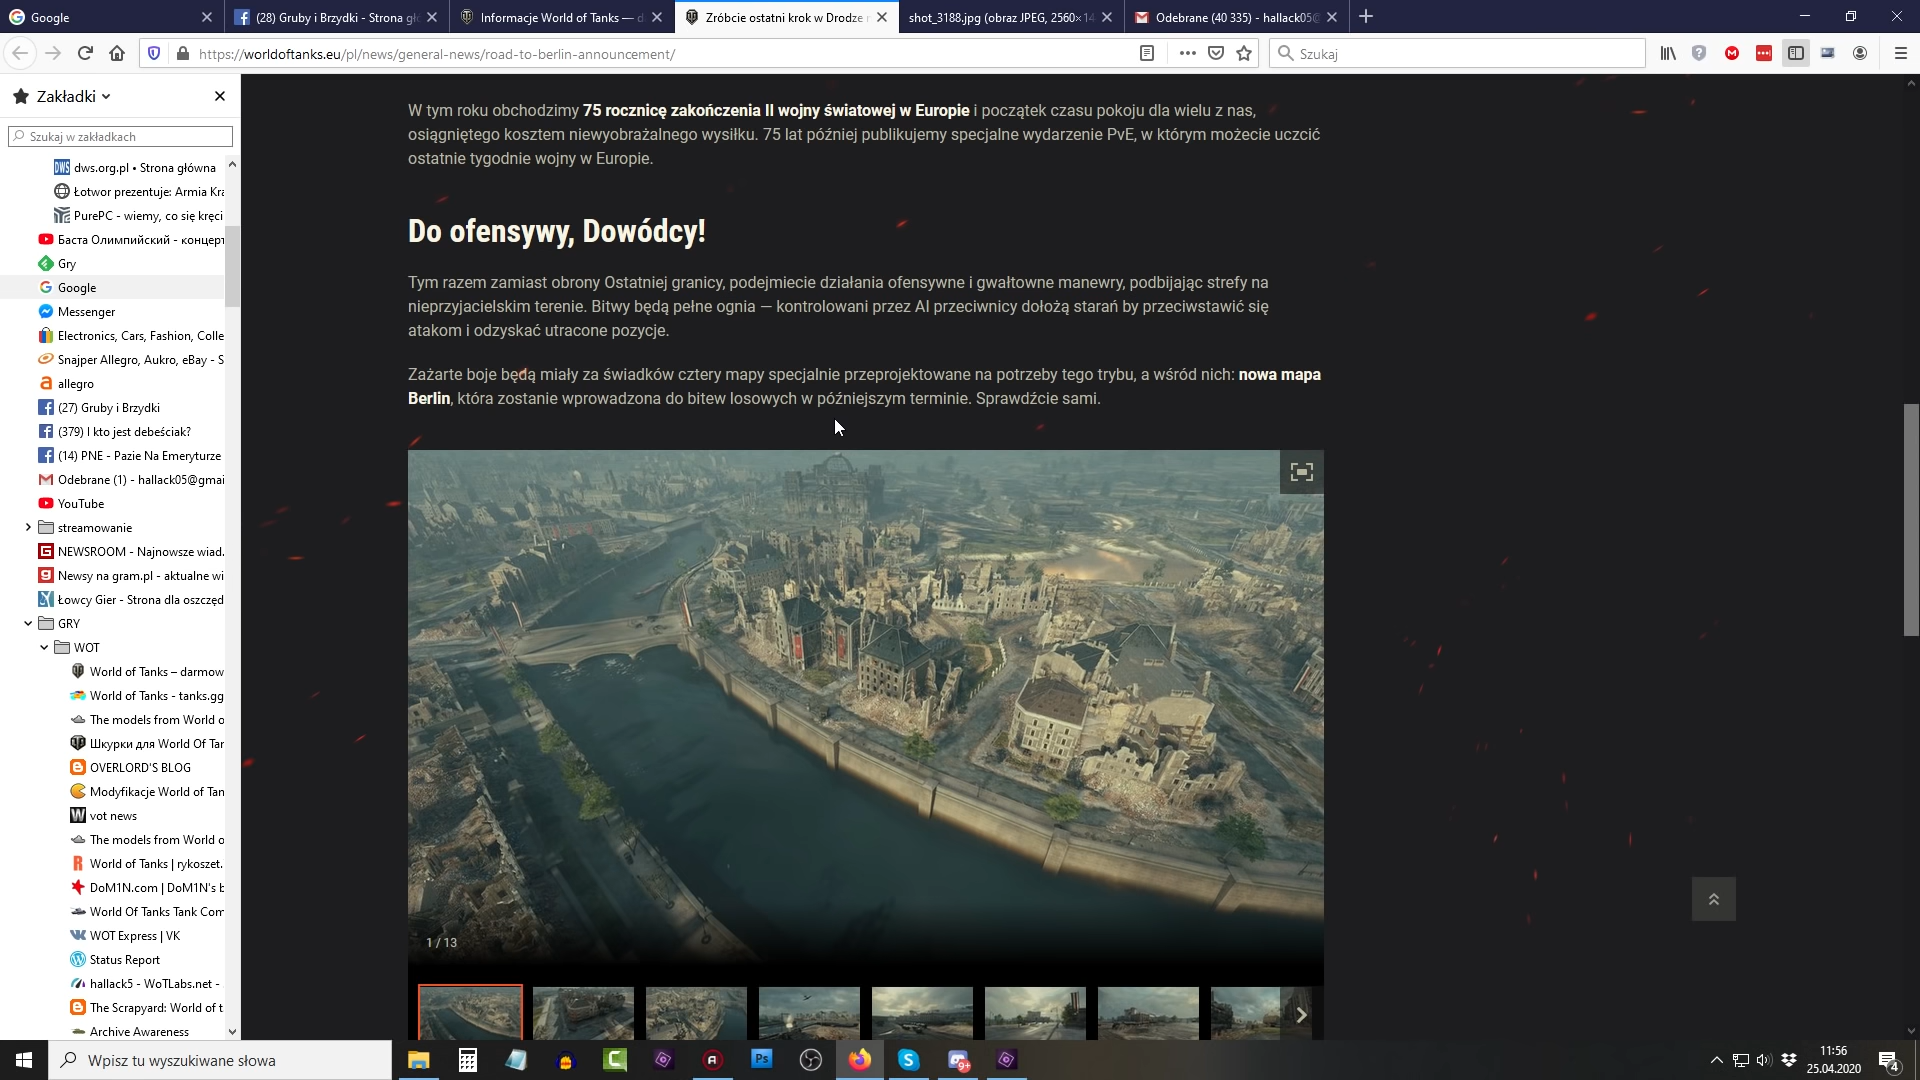 Google
(28) Gruby i Brzydki - Strona gł
Informacje World of Tanks — d
Zróbcie ostatni krok w Drodze n
shot_3188.jpg (obraz JPEG, 2560×14
Odebrane (40 335) - hallack05@
https://worldoftanks.eu/pl/news/general-news/road-to-berlin-announcement/
Szukaj
Zakładki
Szukaj w zakładkach
dws.org.pl • Strona główna
Łotwor prezentuje: Armia Kra
PurePC - wiemy, co się kręci
Баста Олимпийский - концерт
Gry
Google
Messenger
Electronics, Cars, Fashion, Colle
Snajper Allegro, Aukro, eBay - S
allegro
(27) Gruby i Brzydki
(379) I kto jest debeściak?
(14) PNE - Pazie Na Emeryturze
Odebrane (1) - hallack05@gmai
YouTube
streamowanie
NEWSROOM - Najnowsze wiad.
Newsy na gram.pl - aktualne wi
Łowcy Gier - Strona dla oszczęd
GRY
WOT
World of Tanks – darmow
World of Tanks - tanks.gg
The models from World o
Шкурки для World Of Tan
OVERLORD'S BLOG
Modyfikacje World of Tan
vot news
The models from World o
World of Tanks | rykoszet.
DoM1N.com | DoM1N's b
World Of Tanks Tank Com
WOT Express | VK
Status Report
hallack5 - WoTLabs.net -
The Scrapyard: World of t
Archive Awareness
W tym roku obchodzimy 75 rocznicę zakończenia II wojny światowej w Europie i początek czasu pokoju dla wielu z nas,
osiągniętego kosztem niewyobrażalnego wysiłku. 75 lat później publikujemy specjalne wydarzenie PvE, w którym możecie uczcić
ostatnie tygodnie wojny w Europie.
Do ofensywy, Dowódcy!
Tym razem zamiast obrony Ostatniej granicy, podejmiecie działania ofensywne i gwałtowne manewry, podbijając strefy na
nieprzyjacielskim terenie. Bitwy będą pełne ognia — kontrolowani przez AI przeciwnicy dołożą starań by przeciwstawić się
atakom i odzyskać utracone pozycje.
Zażarte boje będą miały za świadków cztery mapy specjalnie przeprojektowane na potrzeby tego trybu, a wśród nich: nowa mapa
Berlin, która zostanie wprowadzona do bitew losowych w późniejszym terminie. Sprawdźcie sami.
1 / 13
Wpisz tu wyszukiwane słowa
Ps
9+
11:56
25.04.2020
4